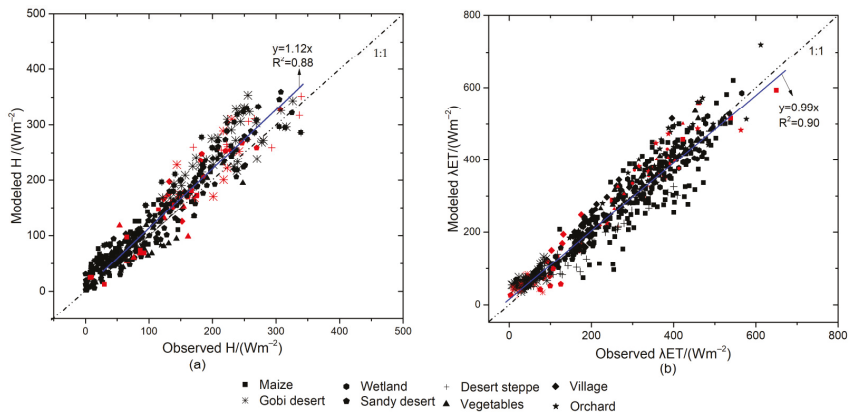 500
400
300
200
100
0
Modeled H /(Wm−2)
y=1.12x
R2=0.88
1:1
0 100 200 300 400 500
Observed H/(Wm−2)
(a)
800
600
400
200
0
Modeled λET/(Wm−2)
1:1
y=0.99x
R2=0.90
0 200 400 600 800
Observed λET/(Wm−2)
(b)
Maize Wetland Desert steppe Village
Gobi desert Sandy desert Vegetables Orchard